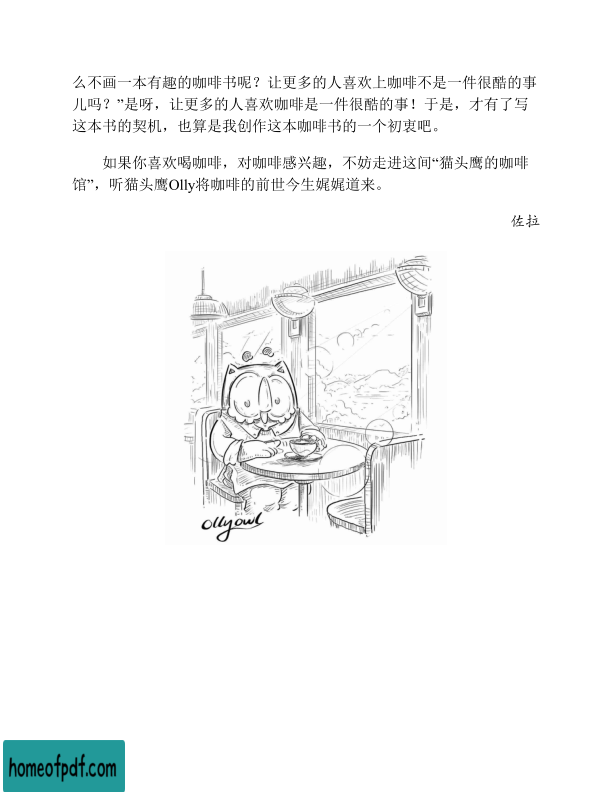 么不画一本有趣的咖啡书呢？让更多的人喜欢上咖啡不是一件很酷的事
儿吗？”是呀，让更多的人喜欢咖啡是一件很酷的事！于是，才有了写
这本书的契机，也算是我创作这本咖啡书的一个初衷吧。
如果你喜欢喝咖啡，对咖啡感兴趣，不妨走进这间“猫头鹰的咖啡
馆”，听猫头鹰Olly将咖啡的前世今生娓娓道来。
佐拉
Ollyowl
homeofpdf.com